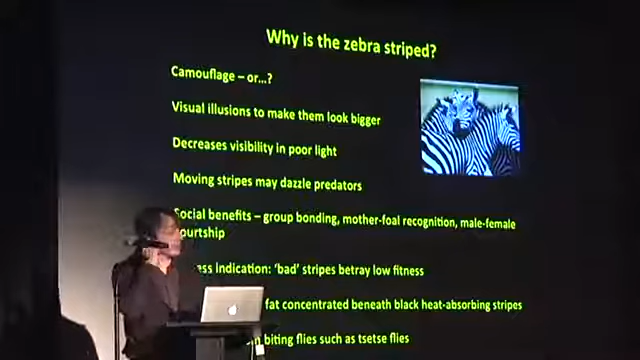 Why is the zebra striped?
Camouflage – or...?
Visual illusions to make them look bigger
Decreases visibility in poor light
Moving stripes may dazzle predators
Social benefits – group bonding, mother-foal recognition, male-female
ourtship
ess indication: 'bad' stripes betray low fitness
fat concentrated beneath black heat-absorbing stripes
biting flies such as tsetse flies